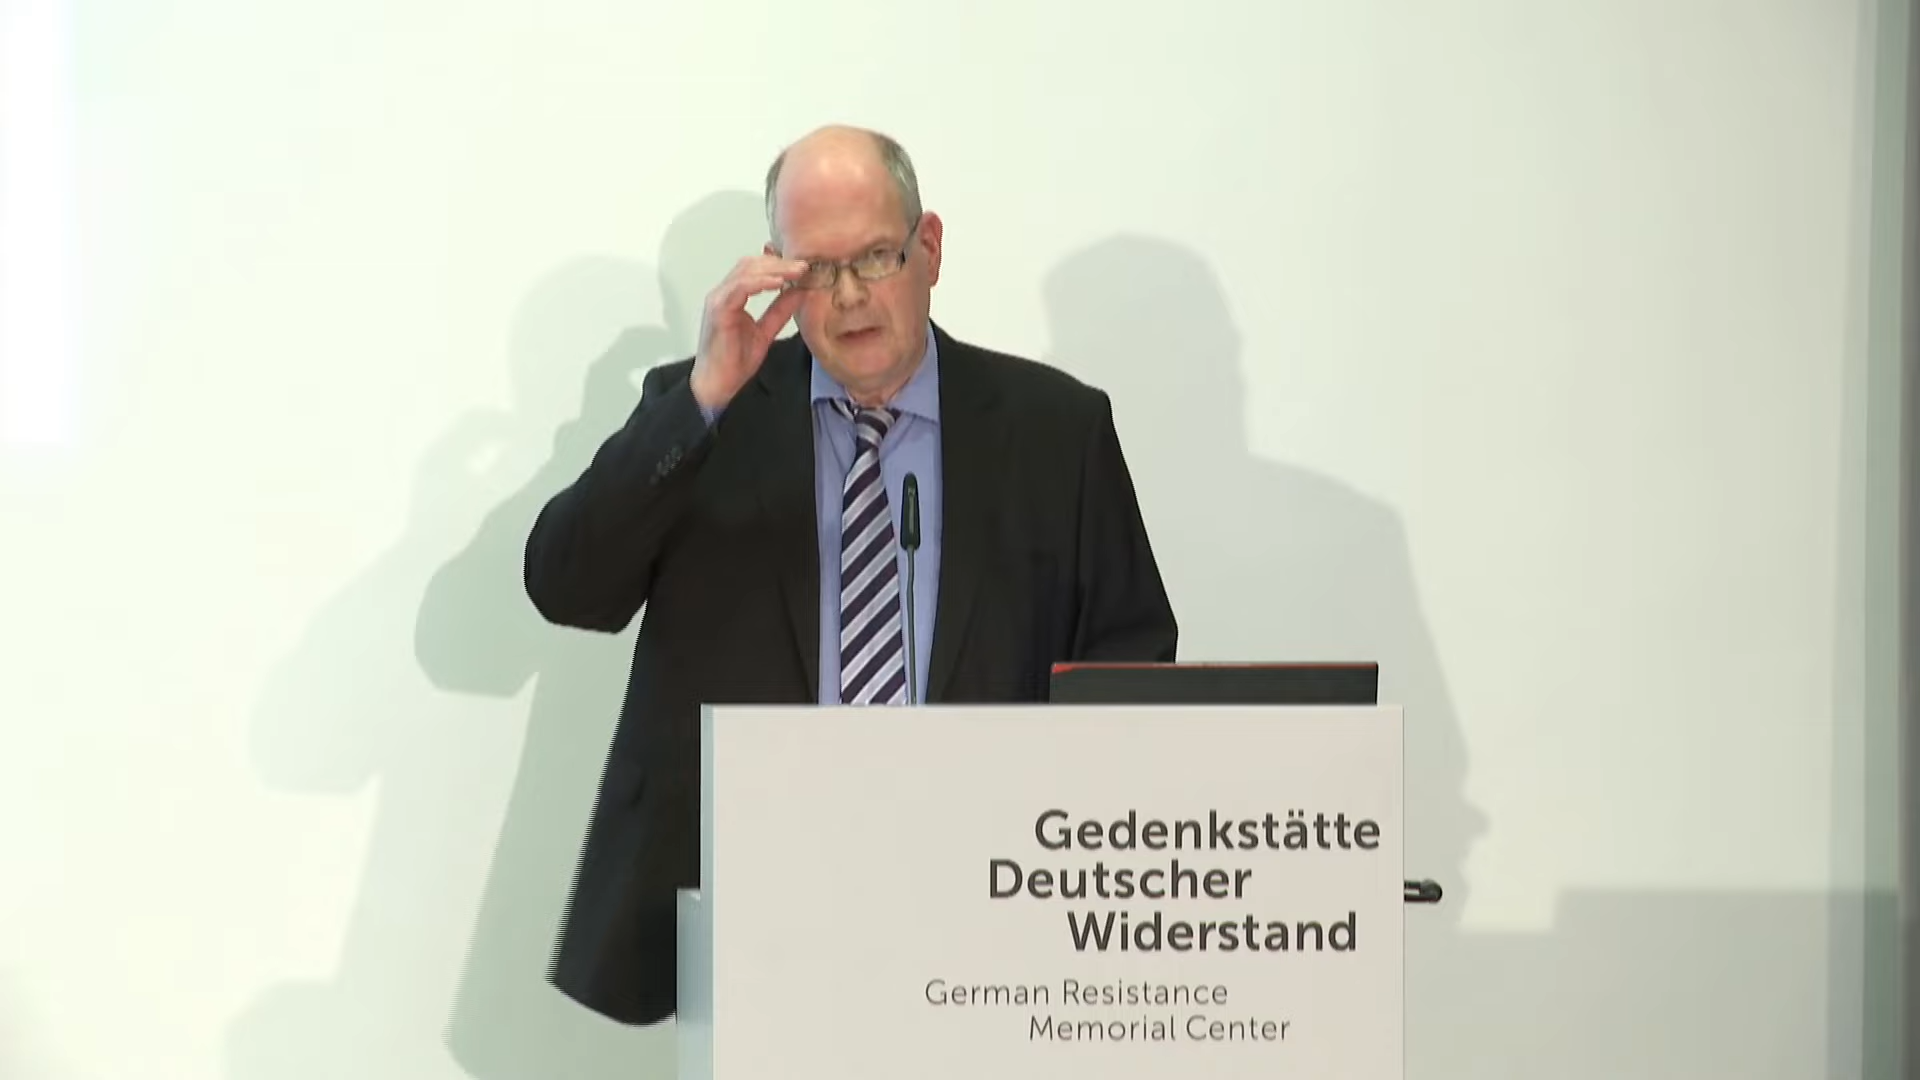 Gedenkstätte
Deutscher
Widerstand
German Resistance
Memorial Center